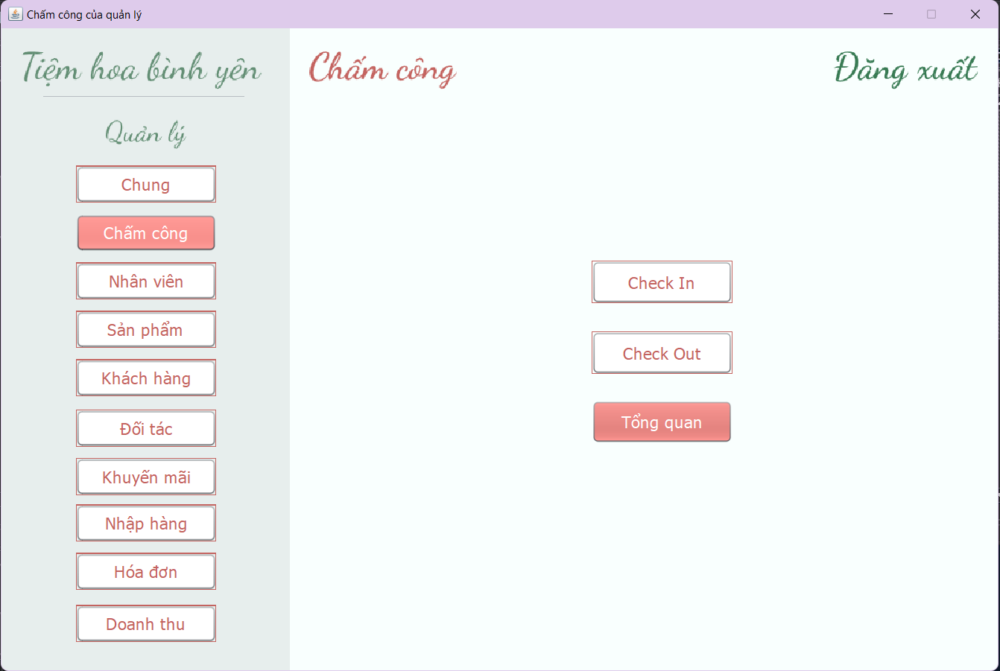 Chấm công của quản lý
Tiệm hoa bình yên
Quản lý
Chung
Chấm công
Nhân viên
Sản phẩm
Khách hàng
Đối tác
Khuyến mãi
Nhập hàng
Hóa đơn
Doanh thu
Chấm công
Đăng xuất
Check In
Check Out
Tổng quan